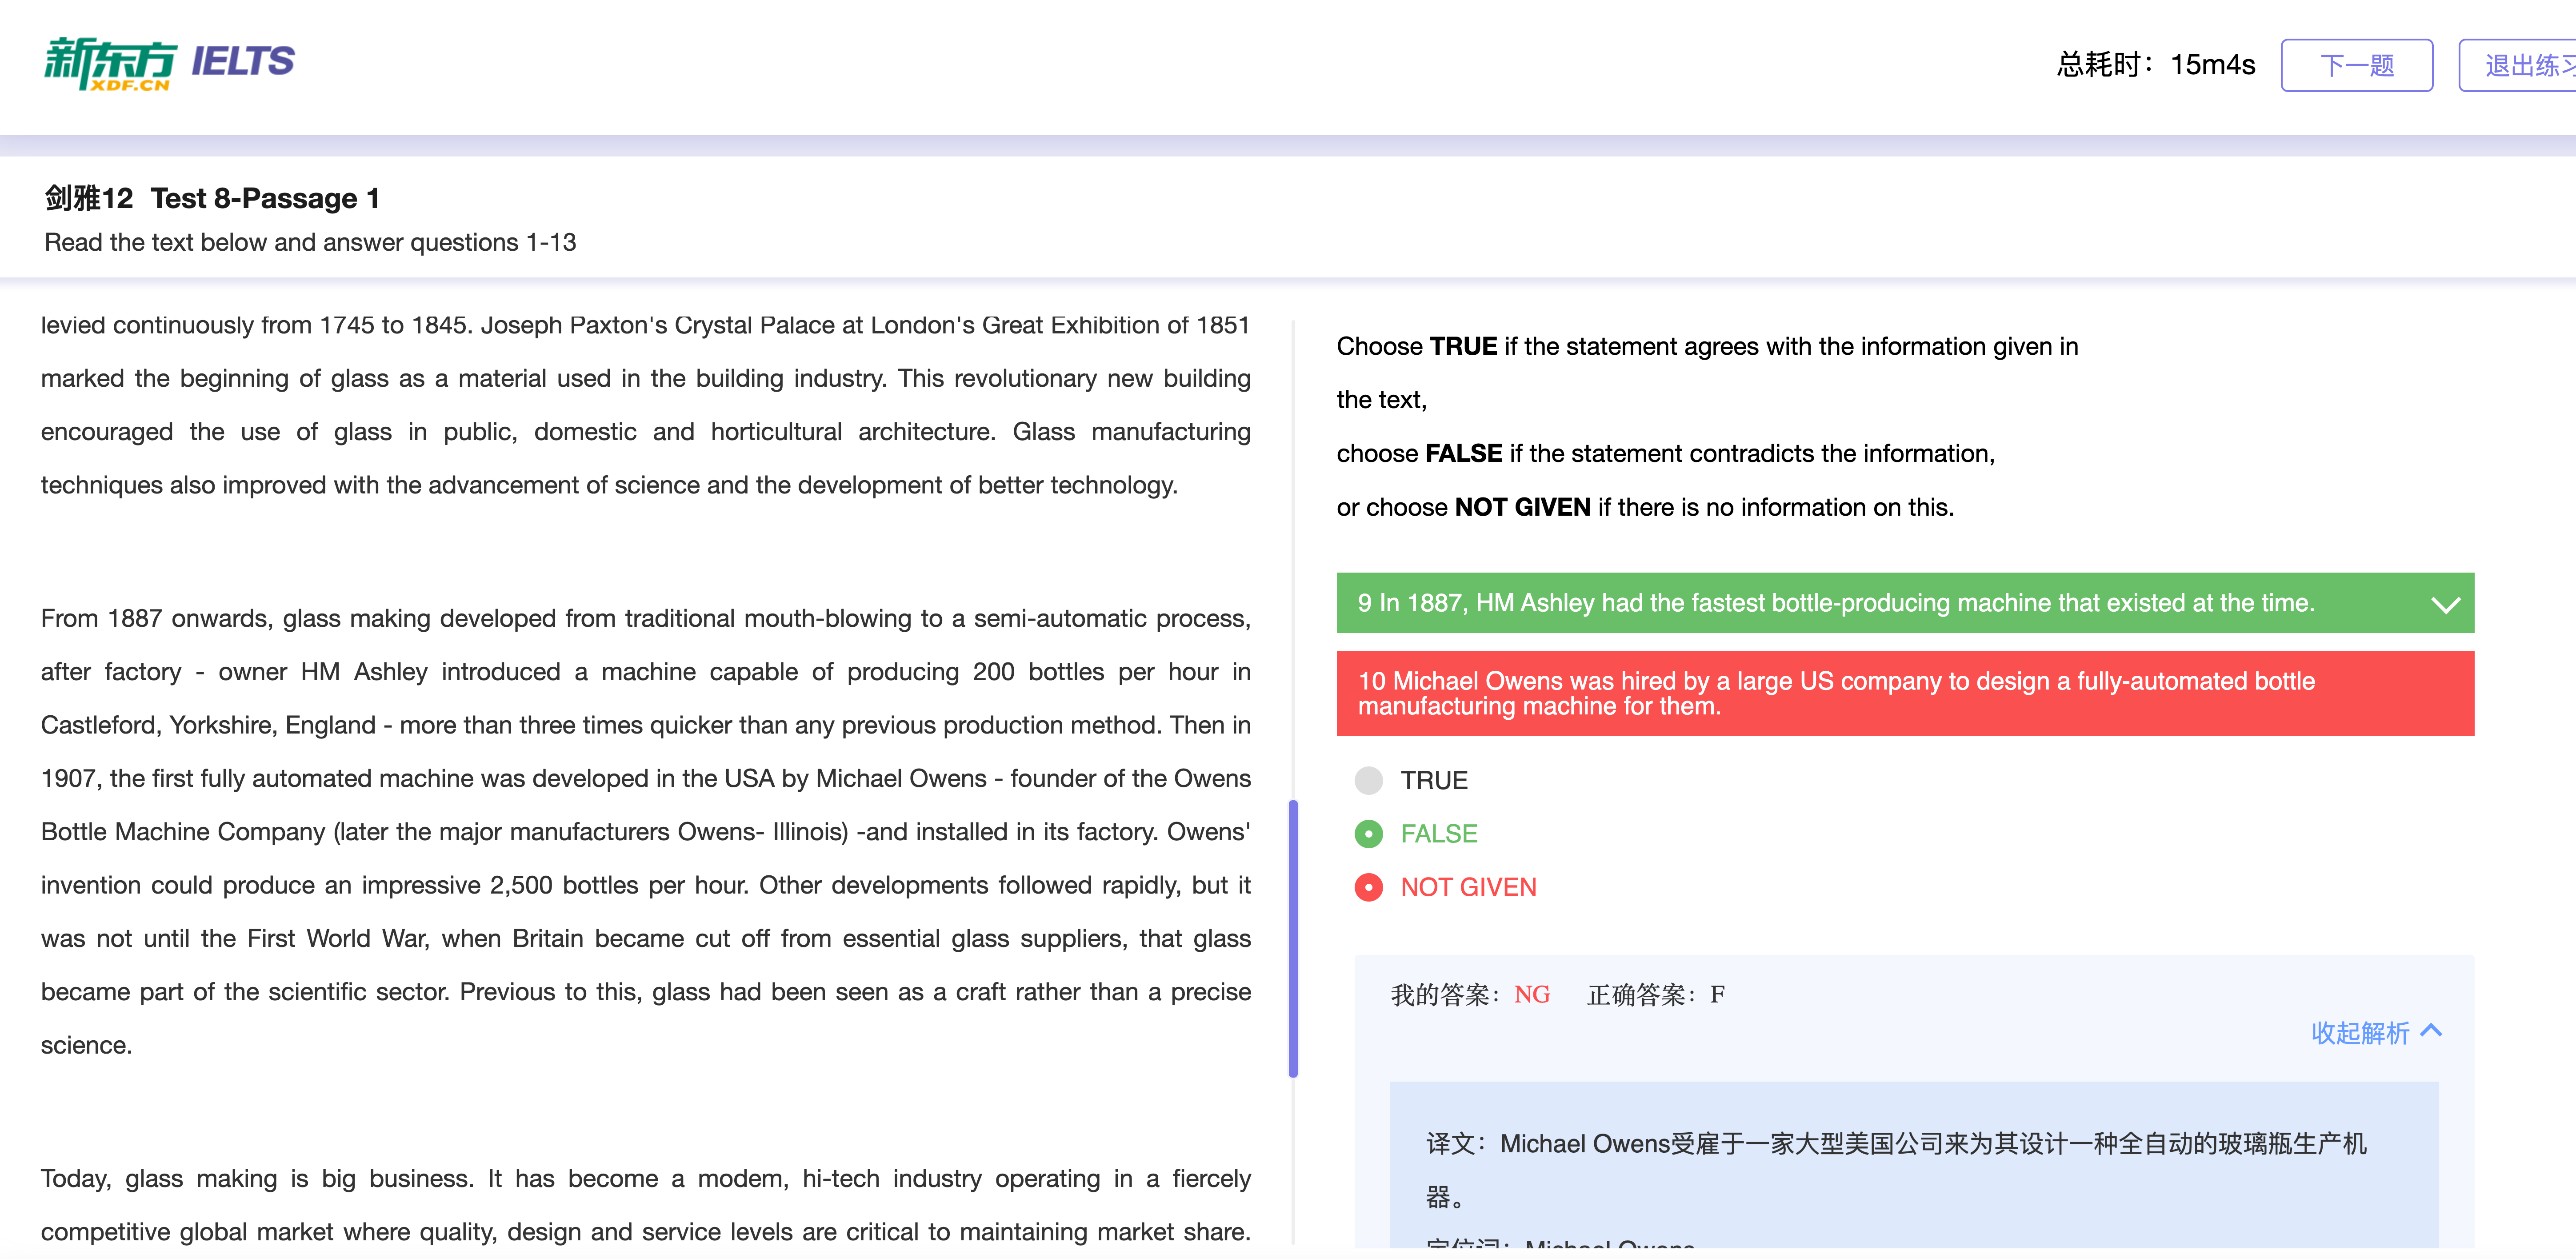 新东方 XDF.CN IELTS
总耗时：15m4s
下一题
退出练习
剑雅12 Test 8-Passage 1
Read the text below and answer questions 1-13
levied continuously from 1745 to 1845. Joseph Paxton's Crystal Palace at London's Great Exhibition of 1851
marked the beginning of glass as a material used in the building industry. This revolutionary new building
encouraged the use of glass in public, domestic and horticultural architecture. Glass manufacturing
techniques also improved with the advancement of science and the development of better technology.
From 1887 onwards, glass making developed from traditional mouth-blowing to a semi-automatic process,
after factory - owner HM Ashley introduced a machine capable of producing 200 bottles per hour in
Castleford, Yorkshire, England - more than three times quicker than any previous production method. Then in
1907, the first fully automated machine was developed in the USA by Michael Owens - founder of the Owens
Bottle Machine Company (later the major manufacturers Owens- Illinois) -and installed in its factory. Owens'
invention could produce an impressive 2,500 bottles per hour. Other developments followed rapidly, but it
was not until the First World War, when Britain became cut off from essential glass suppliers, that glass
became part of the scientific sector. Previous to this, glass had been seen as a craft rather than a precise
science.
Today, glass making is big business. It has become a modem, hi-tech industry operating in a fiercely
competitive global market where quality, design and service levels are critical to maintaining market share.
Choose TRUE if the statement agrees with the information given in
the text,
choose FALSE if the statement contradicts the information,
or choose NOT GIVEN if there is no information on this.
9 In 1887, HM Ashley had the fastest bottle-producing machine that existed at the time.
10 Michael Owens was hired by a large US company to design a fully-automated bottle
manufacturing machine for them.
TRUE
FALSE
NOT GIVEN
我的答案：NG 正确答案：F
收起解析
译文：Michael Owens受雇于一家大型美国公司来为其设计一种全自动的玻璃瓶生产机
器。
定位词：Michael Owens